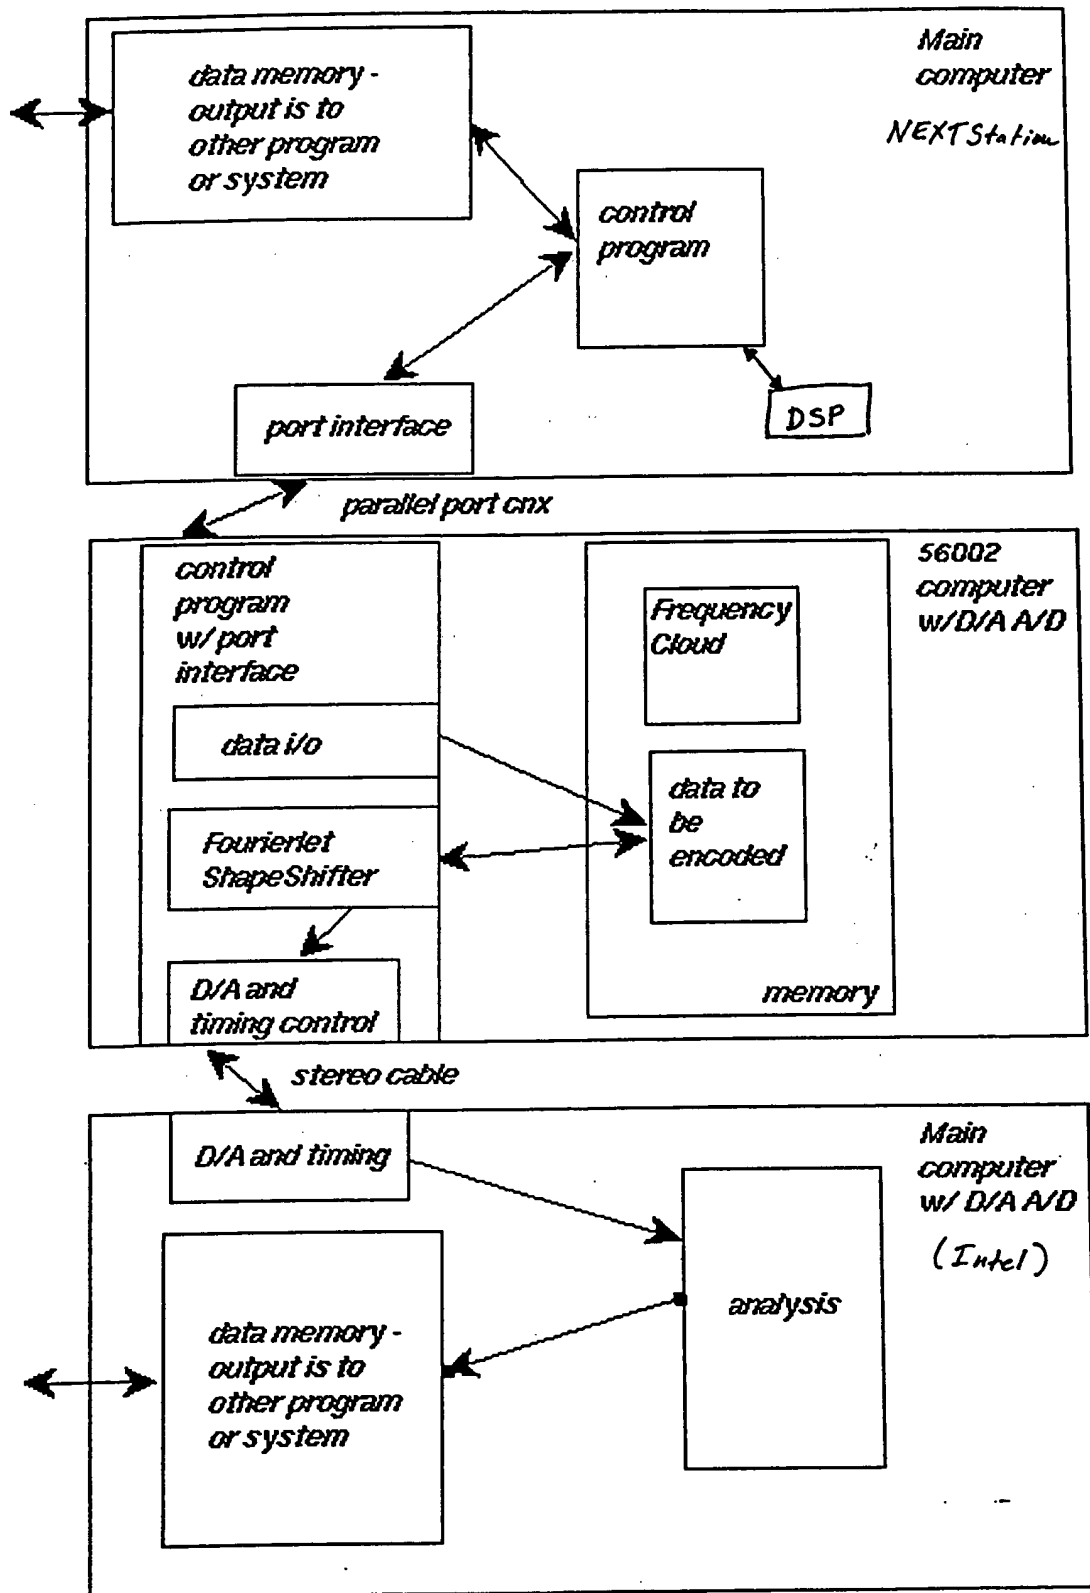 data memory -
output is to
other program
or system
Main
computer
NEXTStation
control
program
DSP
port interface
parallel port cnx
control
program
w/ port
interface
data i/o
Fourierlet
ShapeShifter
D/A and
timing control
Frequency
Cloud
data to
be
encoded
memory
56002
computer
w/D/A A/D
stereo cable
D/A and timing
Main
computer
w/ D/A A/D
(Intel)
analysis
data memory -
output is to
other program
or system